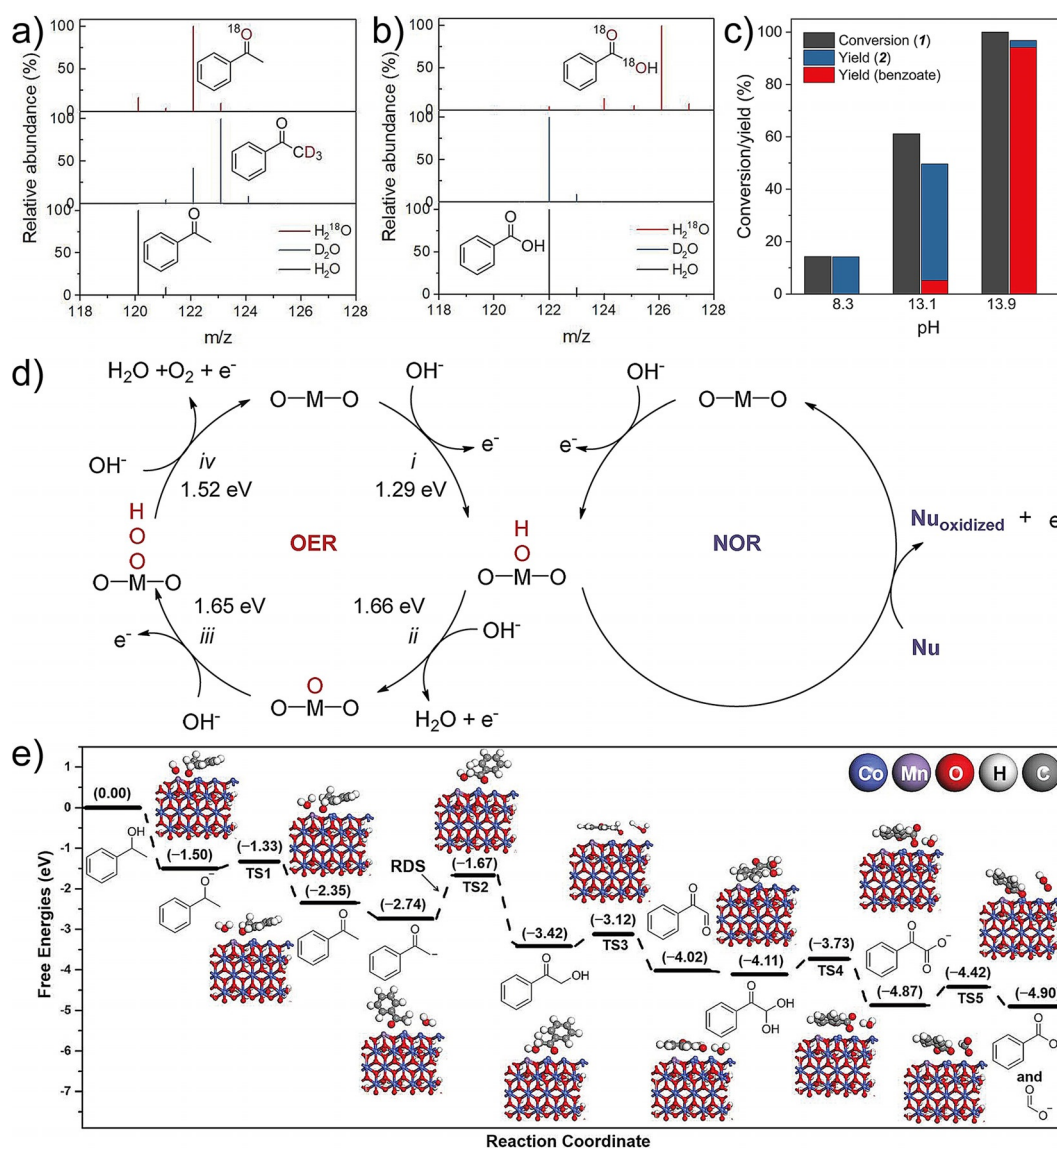 a)
Relative abundance (%)
100
50
0
100
50
0
100
50
0
18O
O
CD3
O
H218O
D2O
H2O
118 120 122 124 126 128
m/z
b)
Relative abundance (%)
100
50
0
100
50
0
100
50
0
18O
18OH
O
OH
H218O
D2O
H2O
118 120 122 124 126 128
m/z
c)
Conversion/yield (%)
100
80
60
40
20
0
Conversion (1)
Yield (2)
Yield (benzoate)
8.3 13.1 13.9
pH
d)
H2O +O2 + e-
O–M–O
OH-
OH-
iv
1.52 eV
i
1.29 eV
e-
H
O
O
O–M–O
OER
H
O
O–M–O
1.65 eV
iii
1.66 eV
ii
e-
OH-
OH-
O
O–M–O
H2O + e-
OH-
O–M–O
e-
NOR
Nuoxidized + e
Nu
e)
Free Energies (eV)
1
0
-1
-2
-3
-4
-5
-6
-7
Co Mn O H C
(0.00)
OH
(−1.50)
O-
(−1.33)
TS1
(−2.35)
O
(−2.74)
O
-
RDS
(−1.67)
TS2
(−3.42)
O
OH
(−3.12)
TS3
(−4.02)
O
O
(−4.11)
O
OH
OH
(−3.73)
TS4
(−4.87)
O
O-
O
(−4.42)
TS5
(−4.90)
O
O
and
O
O-
Reaction Coordinate